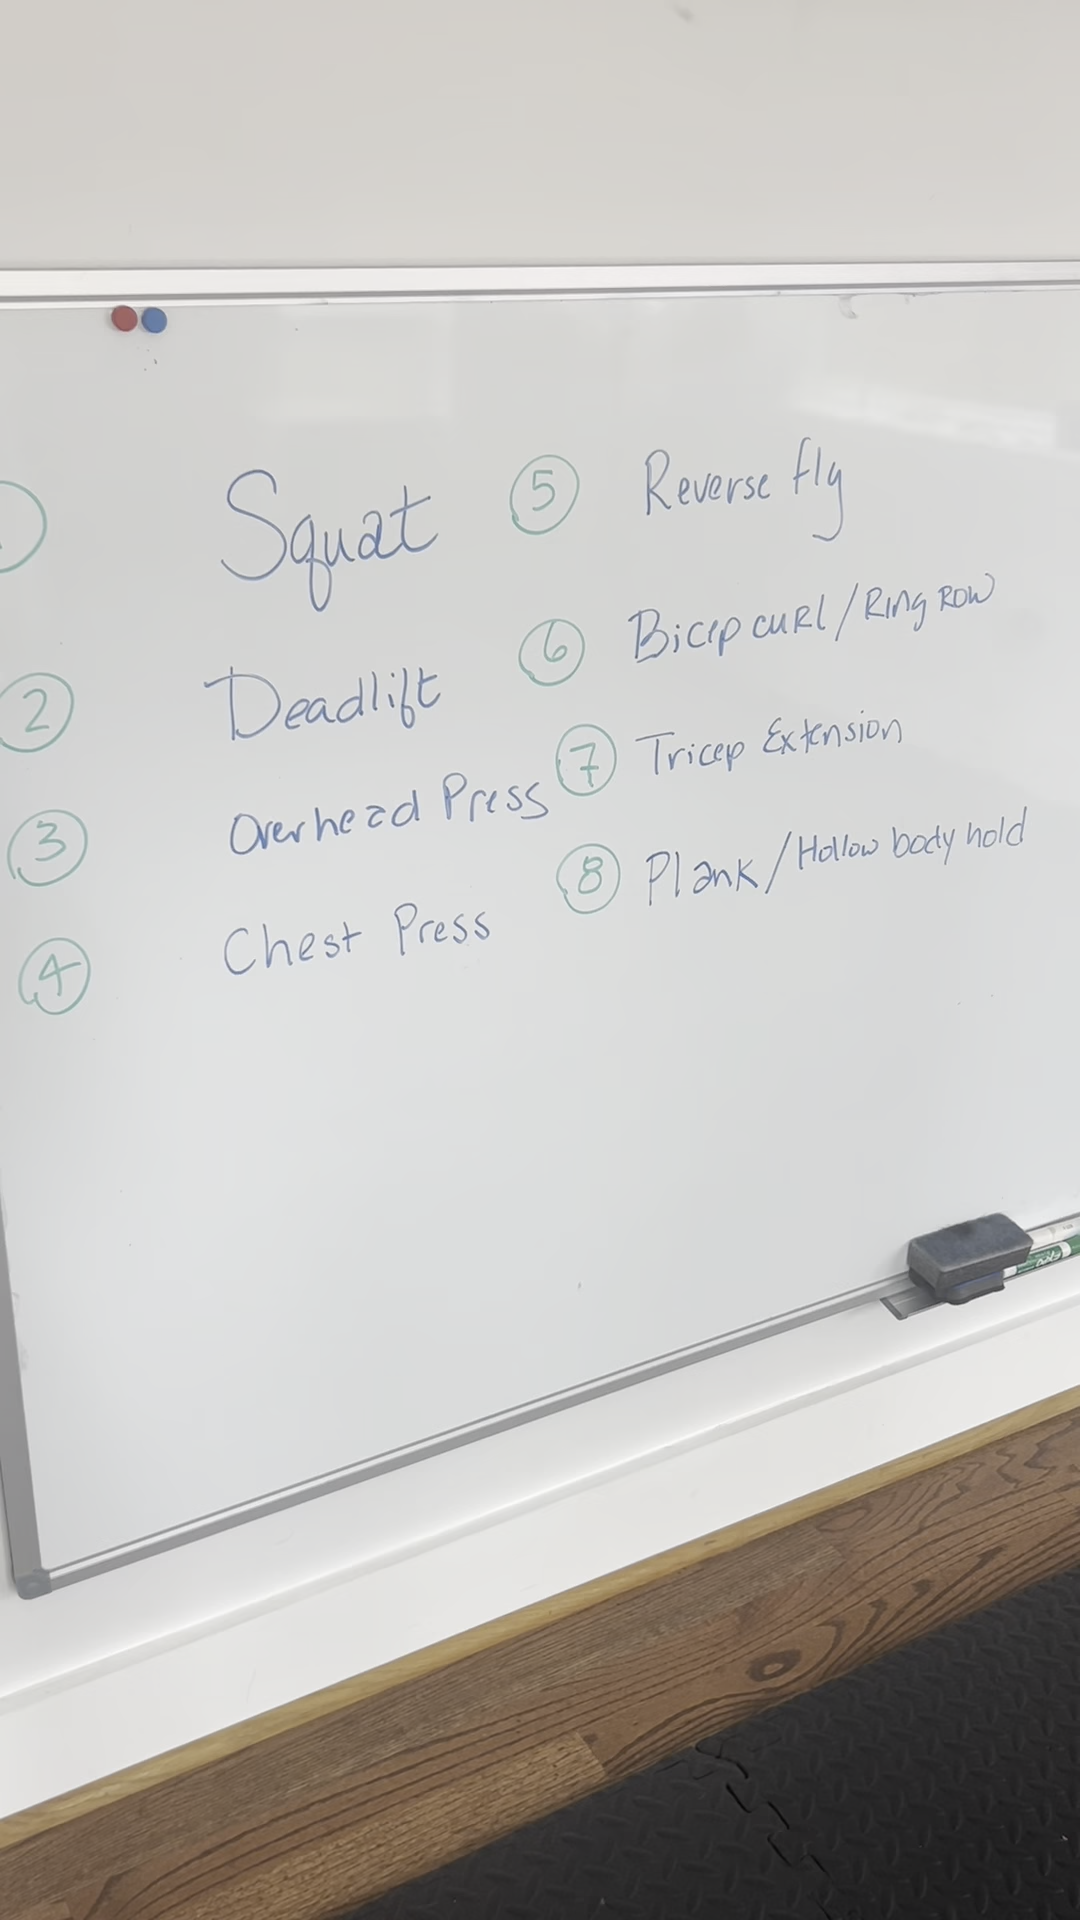 Squat
2 Deadlift
3 Overhead Press
4 Chest Press
5 Reverse fly
6 Bicep cuRl / Ring Row
7 Tricep Extension
8 Plank / Hollow body hold